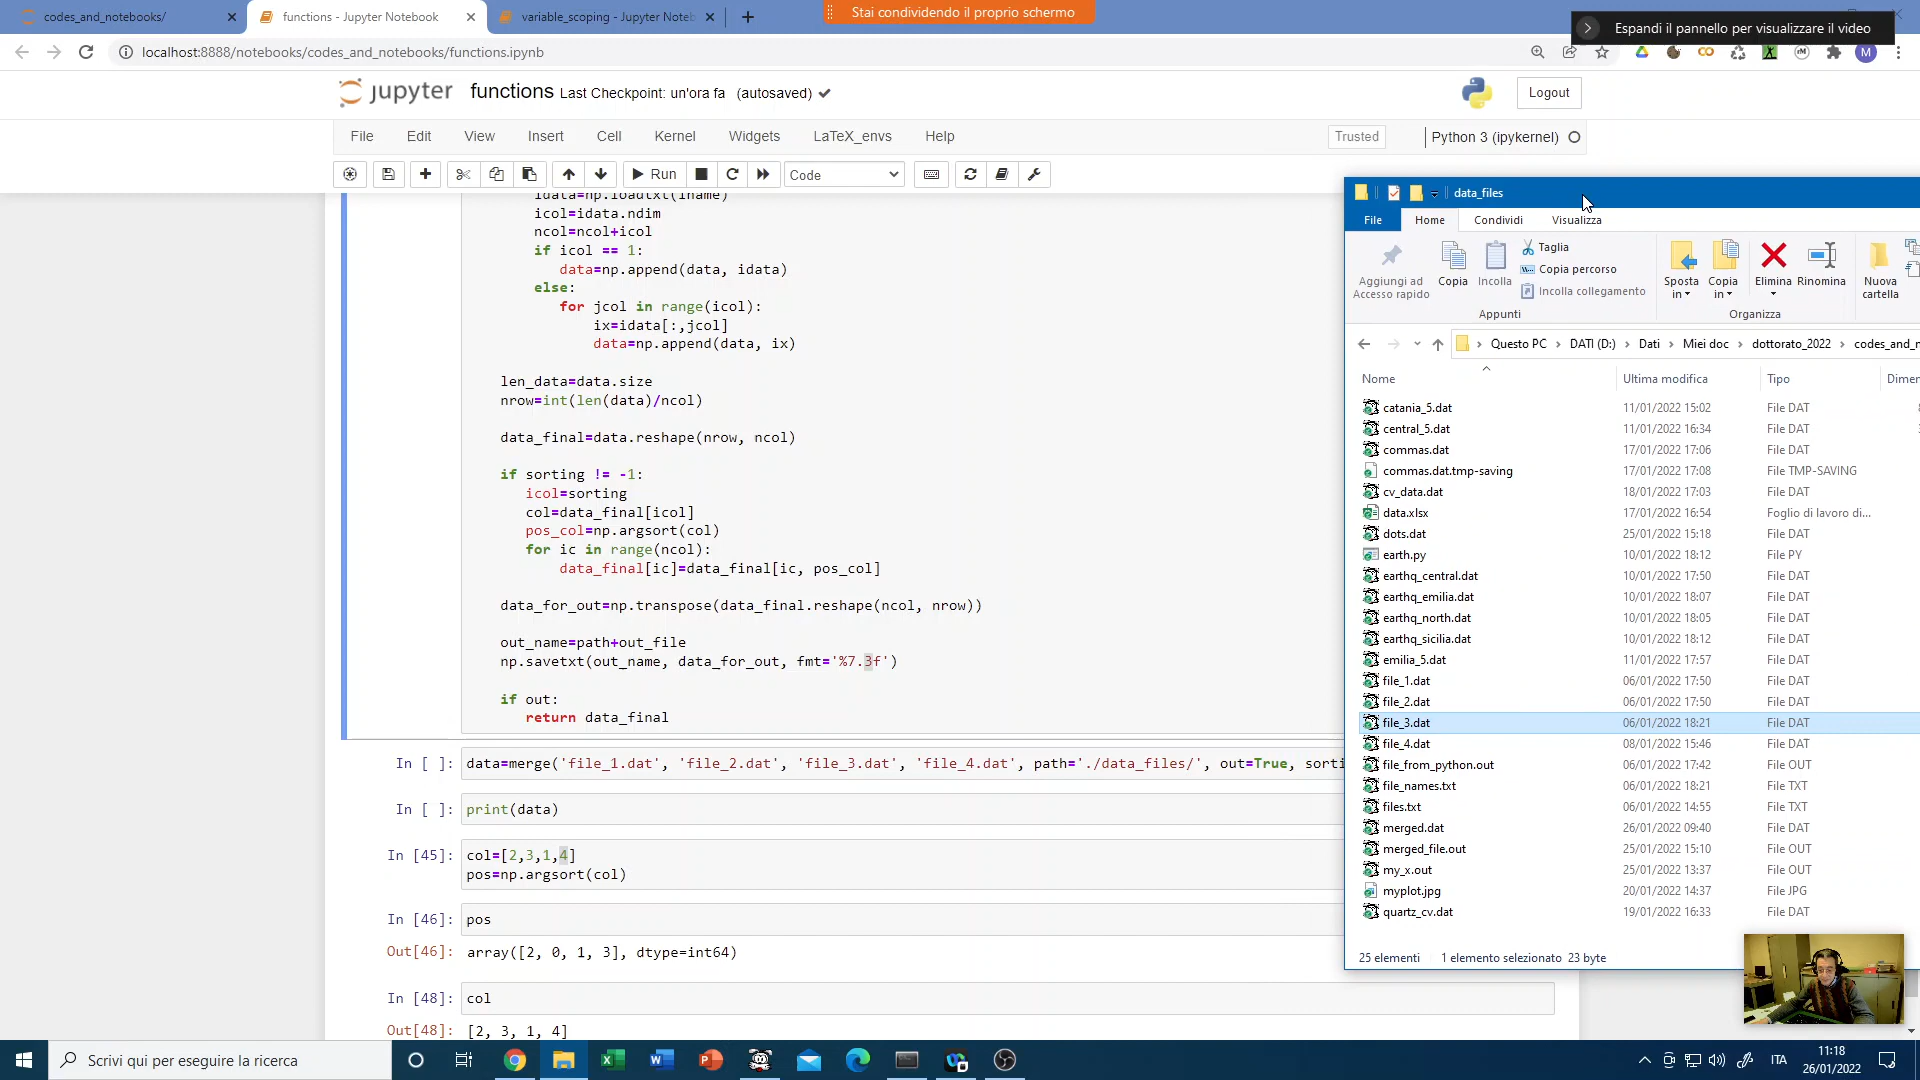 codes_and_notebooks/
functions - Jupyter Notebook
variable_scoping - Jupyter Noteb
Stai condividendo il proprio schermo
Espandi il pannello per visualizzare il video
localhost:8888/notebooks/codes_and_notebooks/functions.ipynb
M
jupyter functions Last Checkpoint: un'ora fa (autosaved)
Logout
File Edit View Insert Cell Kernel Widgets LaTeX_envs Help
Trusted
Python 3 (ipykernel)
Run
Code
idata=np.loadtxt(iname)
icol=idata.ndim
ncol=ncol+icol
if icol == 1:
data=np.append(data, idata)
else:
for jcol in range(icol):
ix=idata[:,jcol]
data=np.append(data, ix)
len_data=data.size
nrow=int(len(data)/ncol)
data_final=data.reshape(nrow, ncol)
if sorting != -1:
icol=sorting
col=data_final[icol]
pos_col=np.argsort(col)
for ic in range(ncol):
data_final[ic]=data_final[ic, pos_col]
data_for_out=np.transpose(data_final.reshape(ncol, nrow))
out_name=path+out_file
np.savetxt(out_name, data_for_out, fmt='%7.3f')
if out:
return data_final
In [ ]: data=merge('file_1.dat', 'file_2.dat', 'file_3.dat', 'file_4.dat', path='./data_files/', out=True, sorti
In [ ]: print(data)
In [45]: col=[2,3,1,4]
pos=np.argsort(col)
In [46]: pos
Out[46]: array([2, 0, 1, 3], dtype=int64)
In [48]: col
Out[48]: [2, 3, 1, 4]
data_files
File Home Condividi Visualizza
Aggiungi ad
Accesso rapido
Copia
Incolla
Taglia
Copia percorso
Incolla collegamento
Sposta
in
Copia
in
Elimina
Rinomina
Nuova
cartella
Appunti
Organizza
Questo PC › DATI (D:) › Dati › Miei doc › dottorato_2022 › codes_and_n
Nome Ultima modifica Tipo Dimen
catania_5.dat 11/01/2022 15:02 File DAT
central_5.dat 11/01/2022 16:34 File DAT
commas.dat 17/01/2022 17:06 File DAT
commas.dat.tmp-saving 17/01/2022 17:08 File TMP-SAVING
cv_data.dat 18/01/2022 17:03 File DAT
data.xlsx 17/01/2022 16:54 Foglio di lavoro di...
dots.dat 25/01/2022 15:18 File DAT
earth.py 10/01/2022 18:12 File PY
earthq_central.dat 10/01/2022 17:50 File DAT
earthq_emilia.dat 10/01/2022 18:07 File DAT
earthq_north.dat 10/01/2022 18:05 File DAT
earthq_sicilia.dat 10/01/2022 18:12 File DAT
emilia_5.dat 11/01/2022 17:57 File DAT
file_1.dat 06/01/2022 17:50 File DAT
file_2.dat 06/01/2022 17:50 File DAT
file_3.dat 06/01/2022 18:21 File DAT
file_4.dat 08/01/2022 15:46 File DAT
file_from_python.out 06/01/2022 17:42 File OUT
file_names.txt 06/01/2022 18:21 File TXT
files.txt 06/01/2022 14:55 File TXT
merged.dat 26/01/2022 09:40 File DAT
merged_file.out 25/01/2022 15:10 File OUT
my_x.out 25/01/2022 13:37 File OUT
myplot.jpg 20/01/2022 14:37 File JPG
quartz_cv.dat 19/01/2022 16:33 File DAT
25 elementi 1 elemento selezionato 23 byte
Scrivi qui per eseguire la ricerca
ITA
11:18
26/01/2022